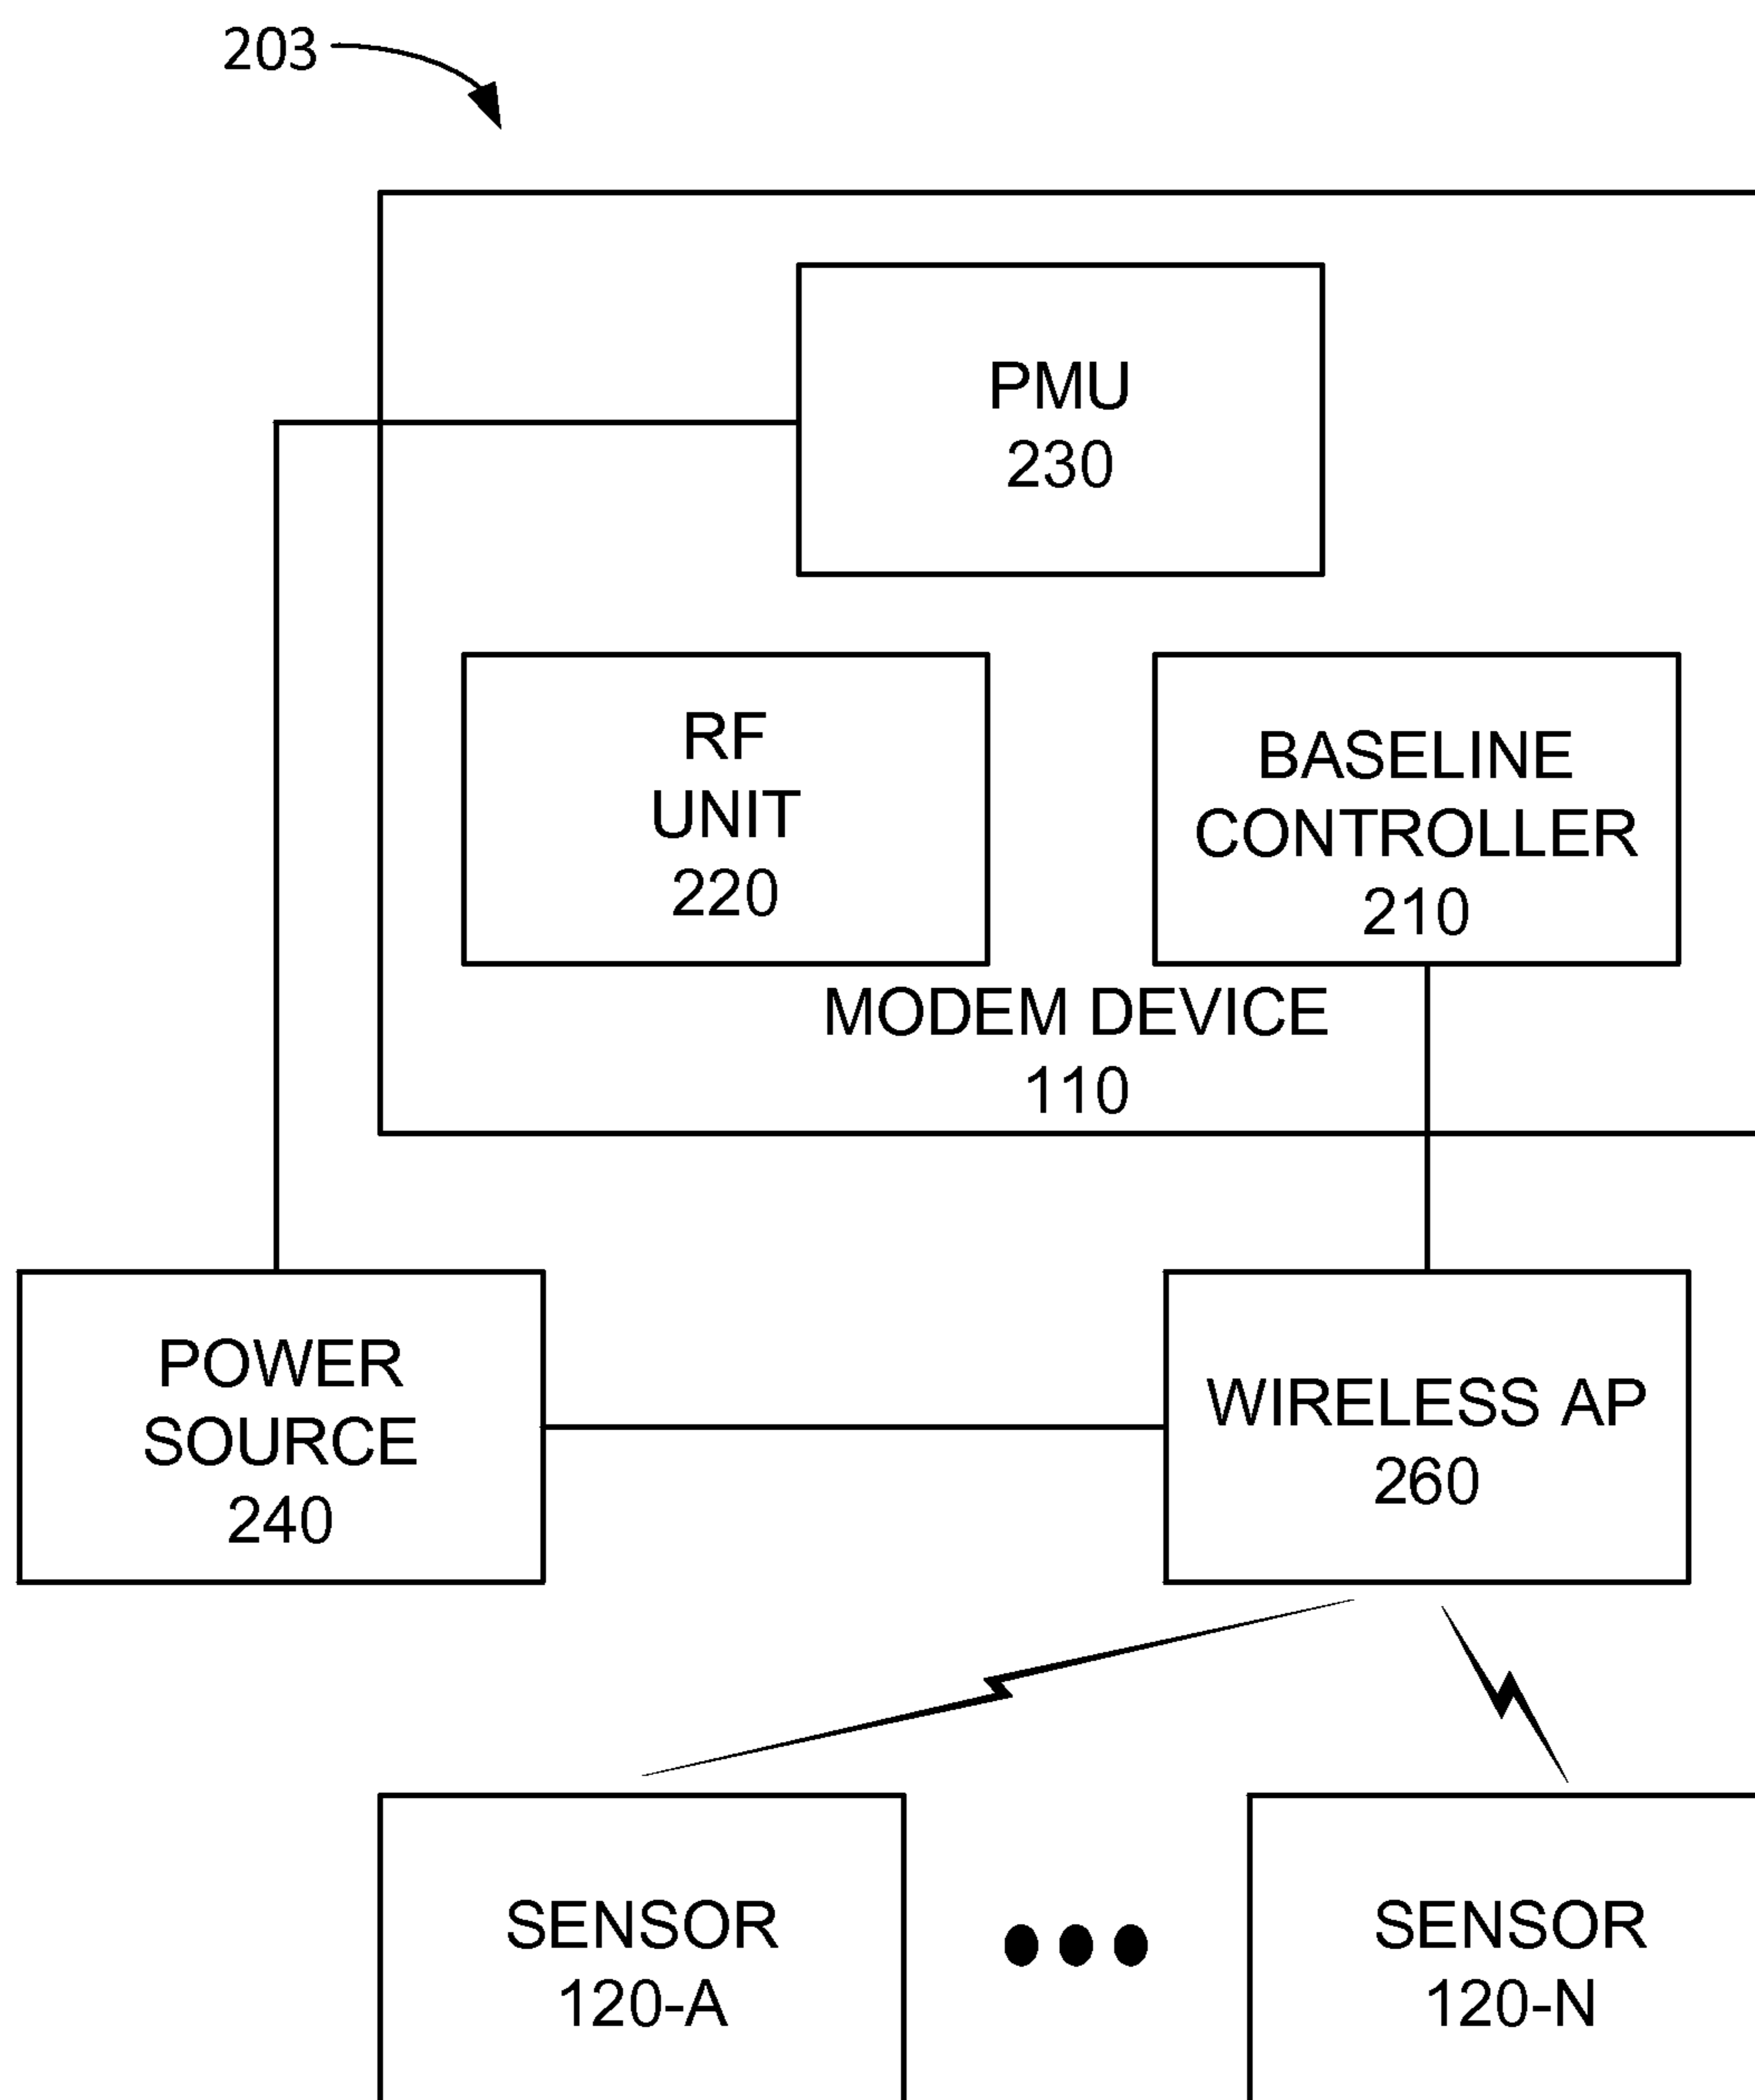 203
PMU
230
RF
UNIT
220
BASELINE
CONTROLLER
210
MODEM DEVICE
110
POWER
SOURCE
240
WIRELESS AP
260
SENSOR
120-A
SENSOR
120-N